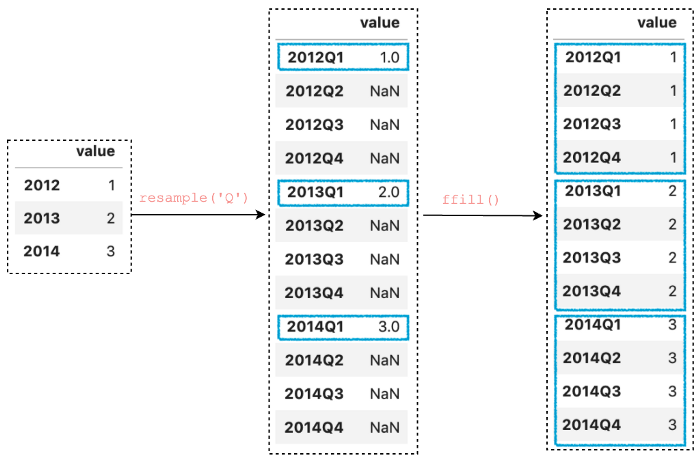 value
2012 1
2013 2
2014 3
resample('Q')
value
2012Q1 1.0
2012Q2 NaN
2012Q3 NaN
2012Q4 NaN
2013Q1 2.0
2013Q2 NaN
2013Q3 NaN
2013Q4 NaN
2014Q1 3.0
2014Q2 NaN
2014Q3 NaN
2014Q4 NaN
ffill()
value
2012Q1 1
2012Q2 1
2012Q3 1
2012Q4 1
2013Q1 2
2013Q2 2
2013Q3 2
2013Q4 2
2014Q1 3
2014Q2 3
2014Q3 3
2014Q4 3